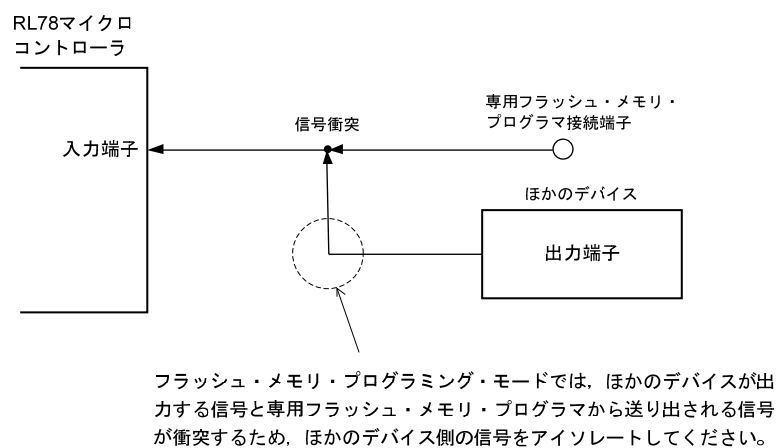 RL78マイクロ
コントローラ
専用フラッシュ・メモリ・
プログラマ接続端子
信号衝突
入力端子
ほかのデバイス
出力端子
フラッシュ・メモリ・プログラミング・モードでは，ほかのデバイスが出
力する信号と専用フラッシュ・メモリ・プログラマから送り出される信号
が衝突するため，ほかのデバイス側の信号をアイソレートしてください。